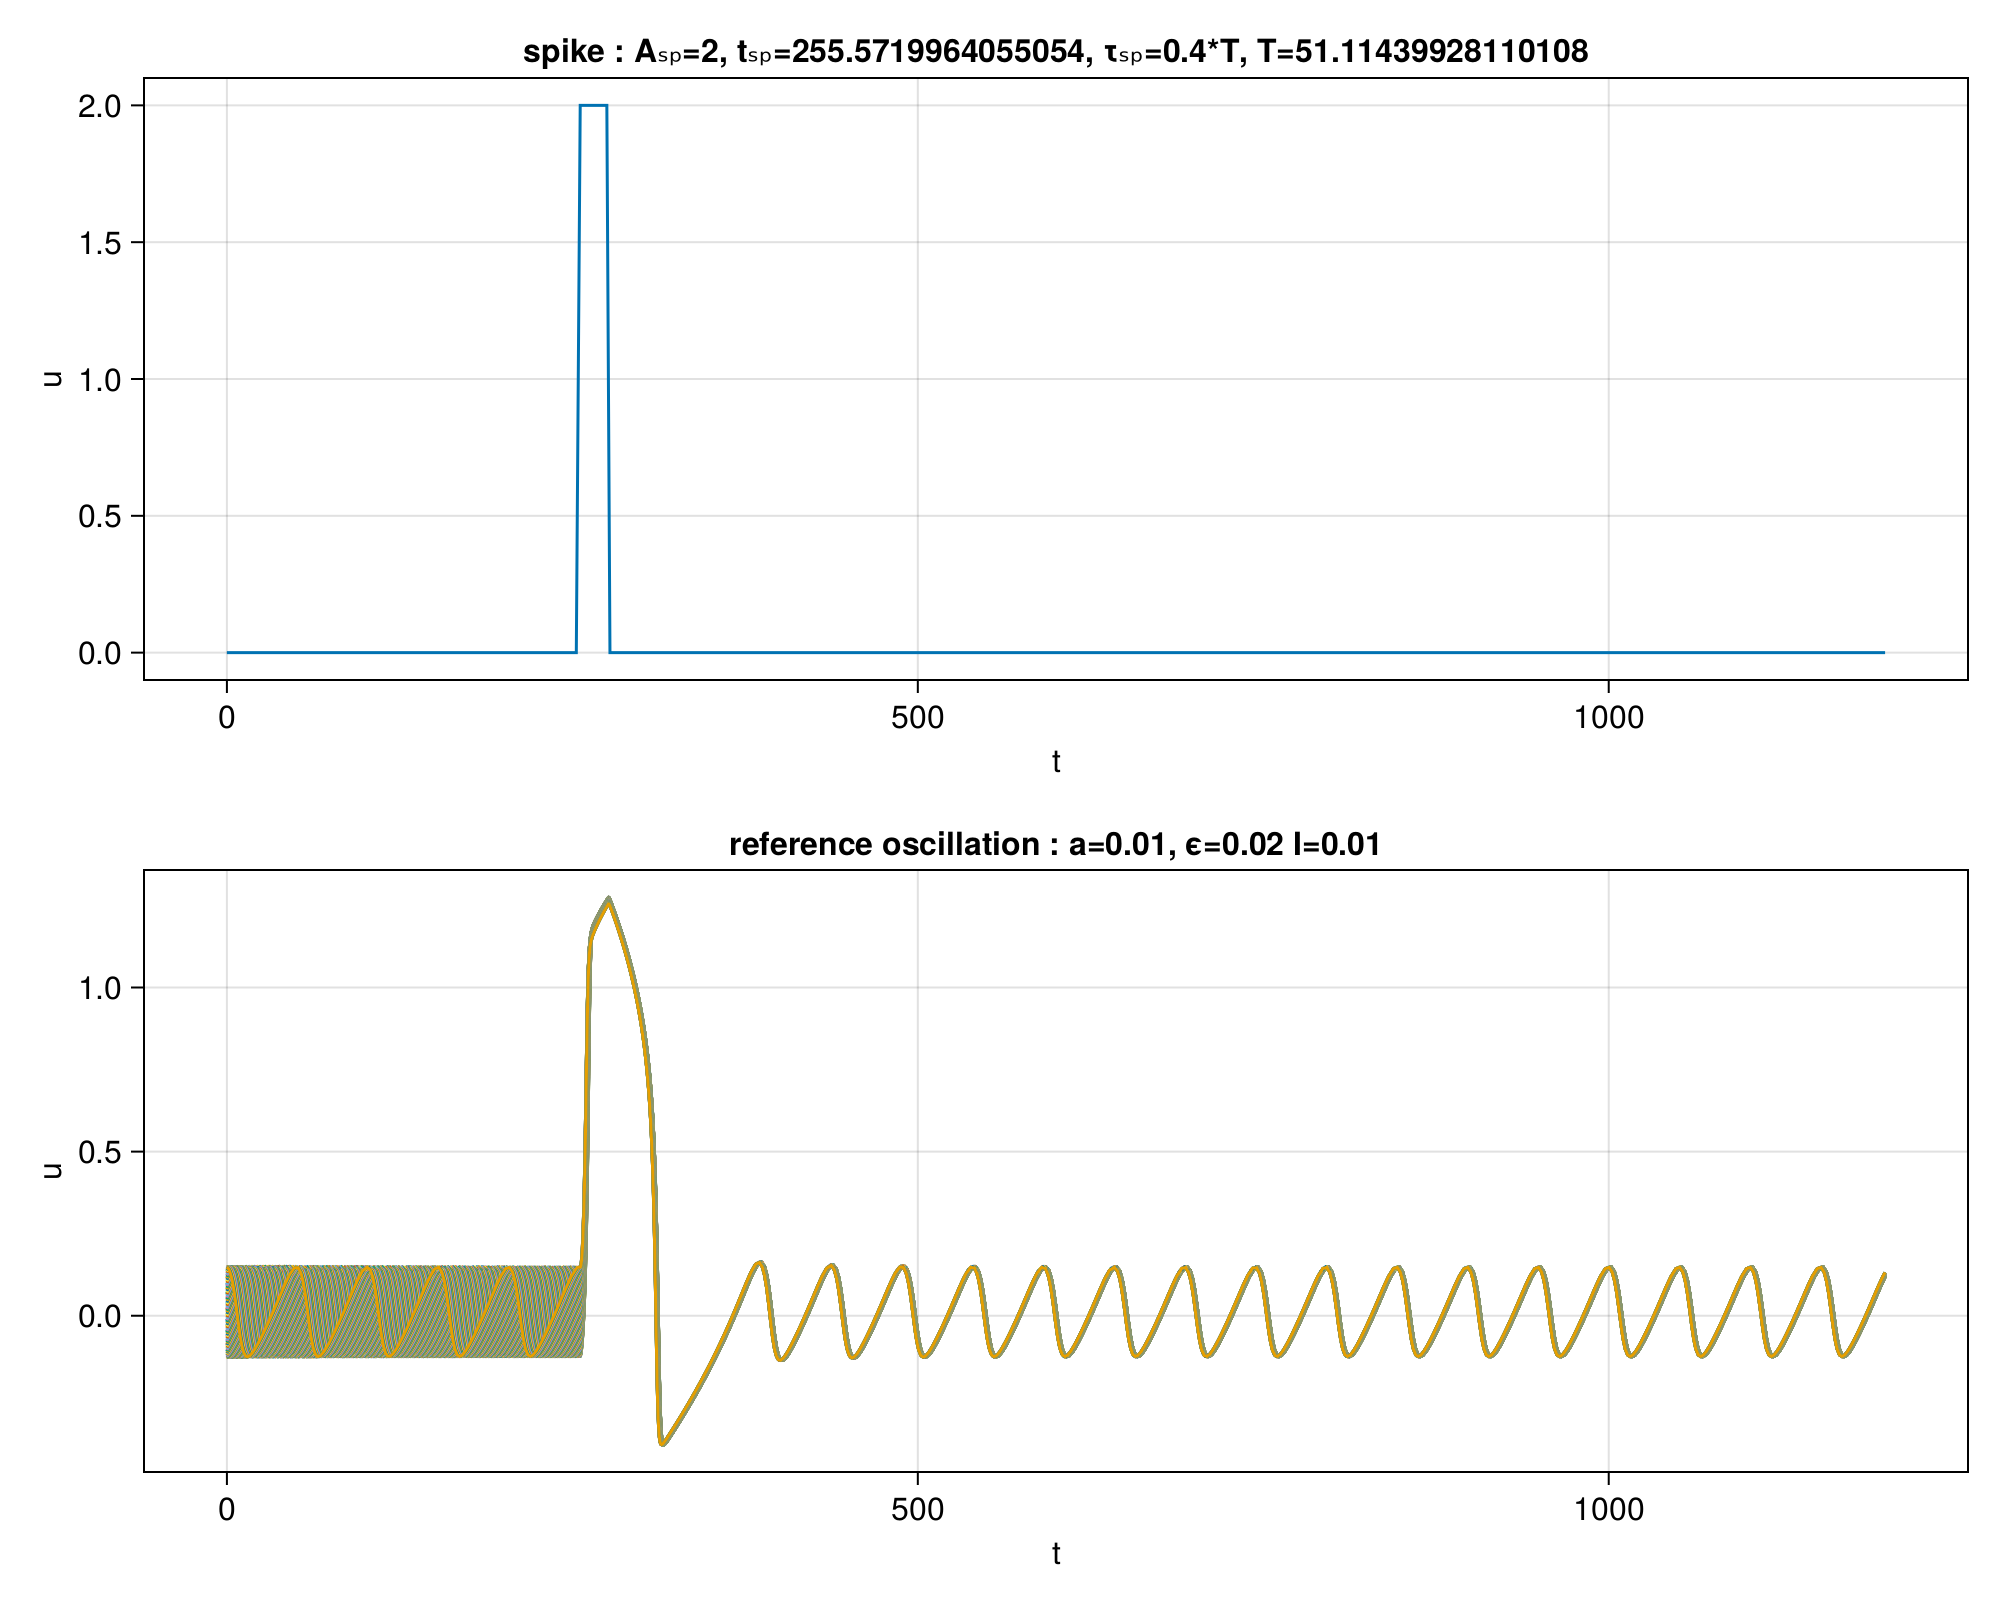 spike : Aₛₚ=2, tₛₚ=255.5719964055054, τₛₚ=0.4*T, T=51.11439928110108
2.0
1.5
u
1.0
0.5
0.0
0
500
1000
t
reference oscillation : a=0.01, ϵ=0.02 I=0.01
1.0
u
0.5
0.0
0
500
1000
t